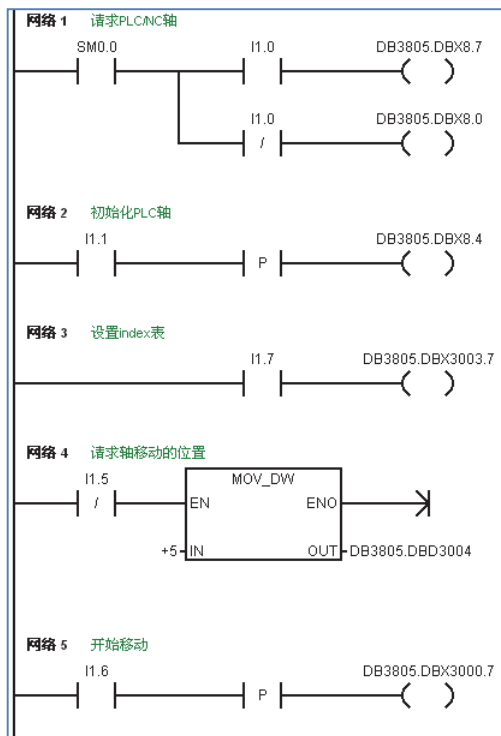 网络 1 请求PLC/NC轴
SM0.0 I1.0 DB3805.DBX8.7
I1.0 DB3805.DBX8.0
/
网络 2 初始化PLC轴
I1.1 DB3805.DBX8.4
P
网络 3 设置index表
I1.7 DB3805.DBX3003.7
网络 4 请求轴移动的位置
I1.5 MOV_DW
/ EN ENO
+5 IN OUT DB3805.DBD3004
网络 5 开始移动
I1.6 DB3805.DBX3000.7
P